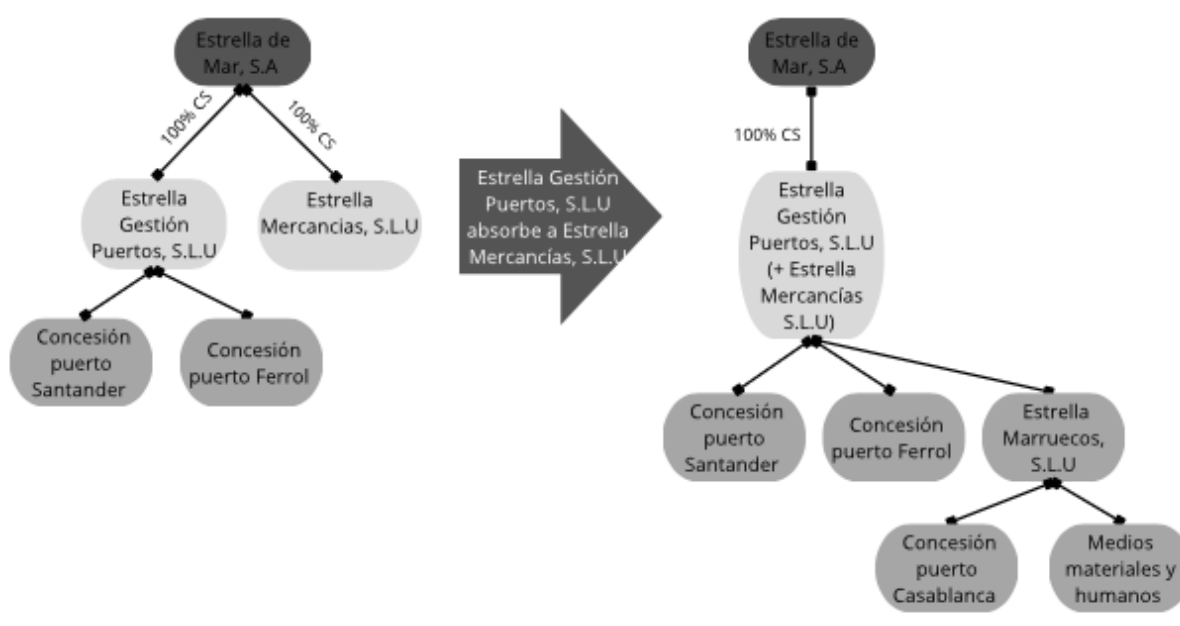 Estrella de
Mar, S.A
100% CS
100% CS
Estrella
Gestión
Puertos, S.L.U
Estrella
Mercancias, S.L.U
Concesión
puerto
Santander
Concesión
puerto Ferrol
Estrella Gestión
Puertos, S.L.U
absorbe a Estrella
Mercancías, S.L.U
Estrella de
Mar, S.A
100% CS
Estrella
Gestión
Puertos, S.L.U
(+ Estrella
Mercancías
S.L.U)
Concesión
puerto
Santander
Concesión
puerto Ferrol
Estrella
Marruecos,
S.L.U
Concesión
puerto
Casablanca
Medios
materiales y
humanos